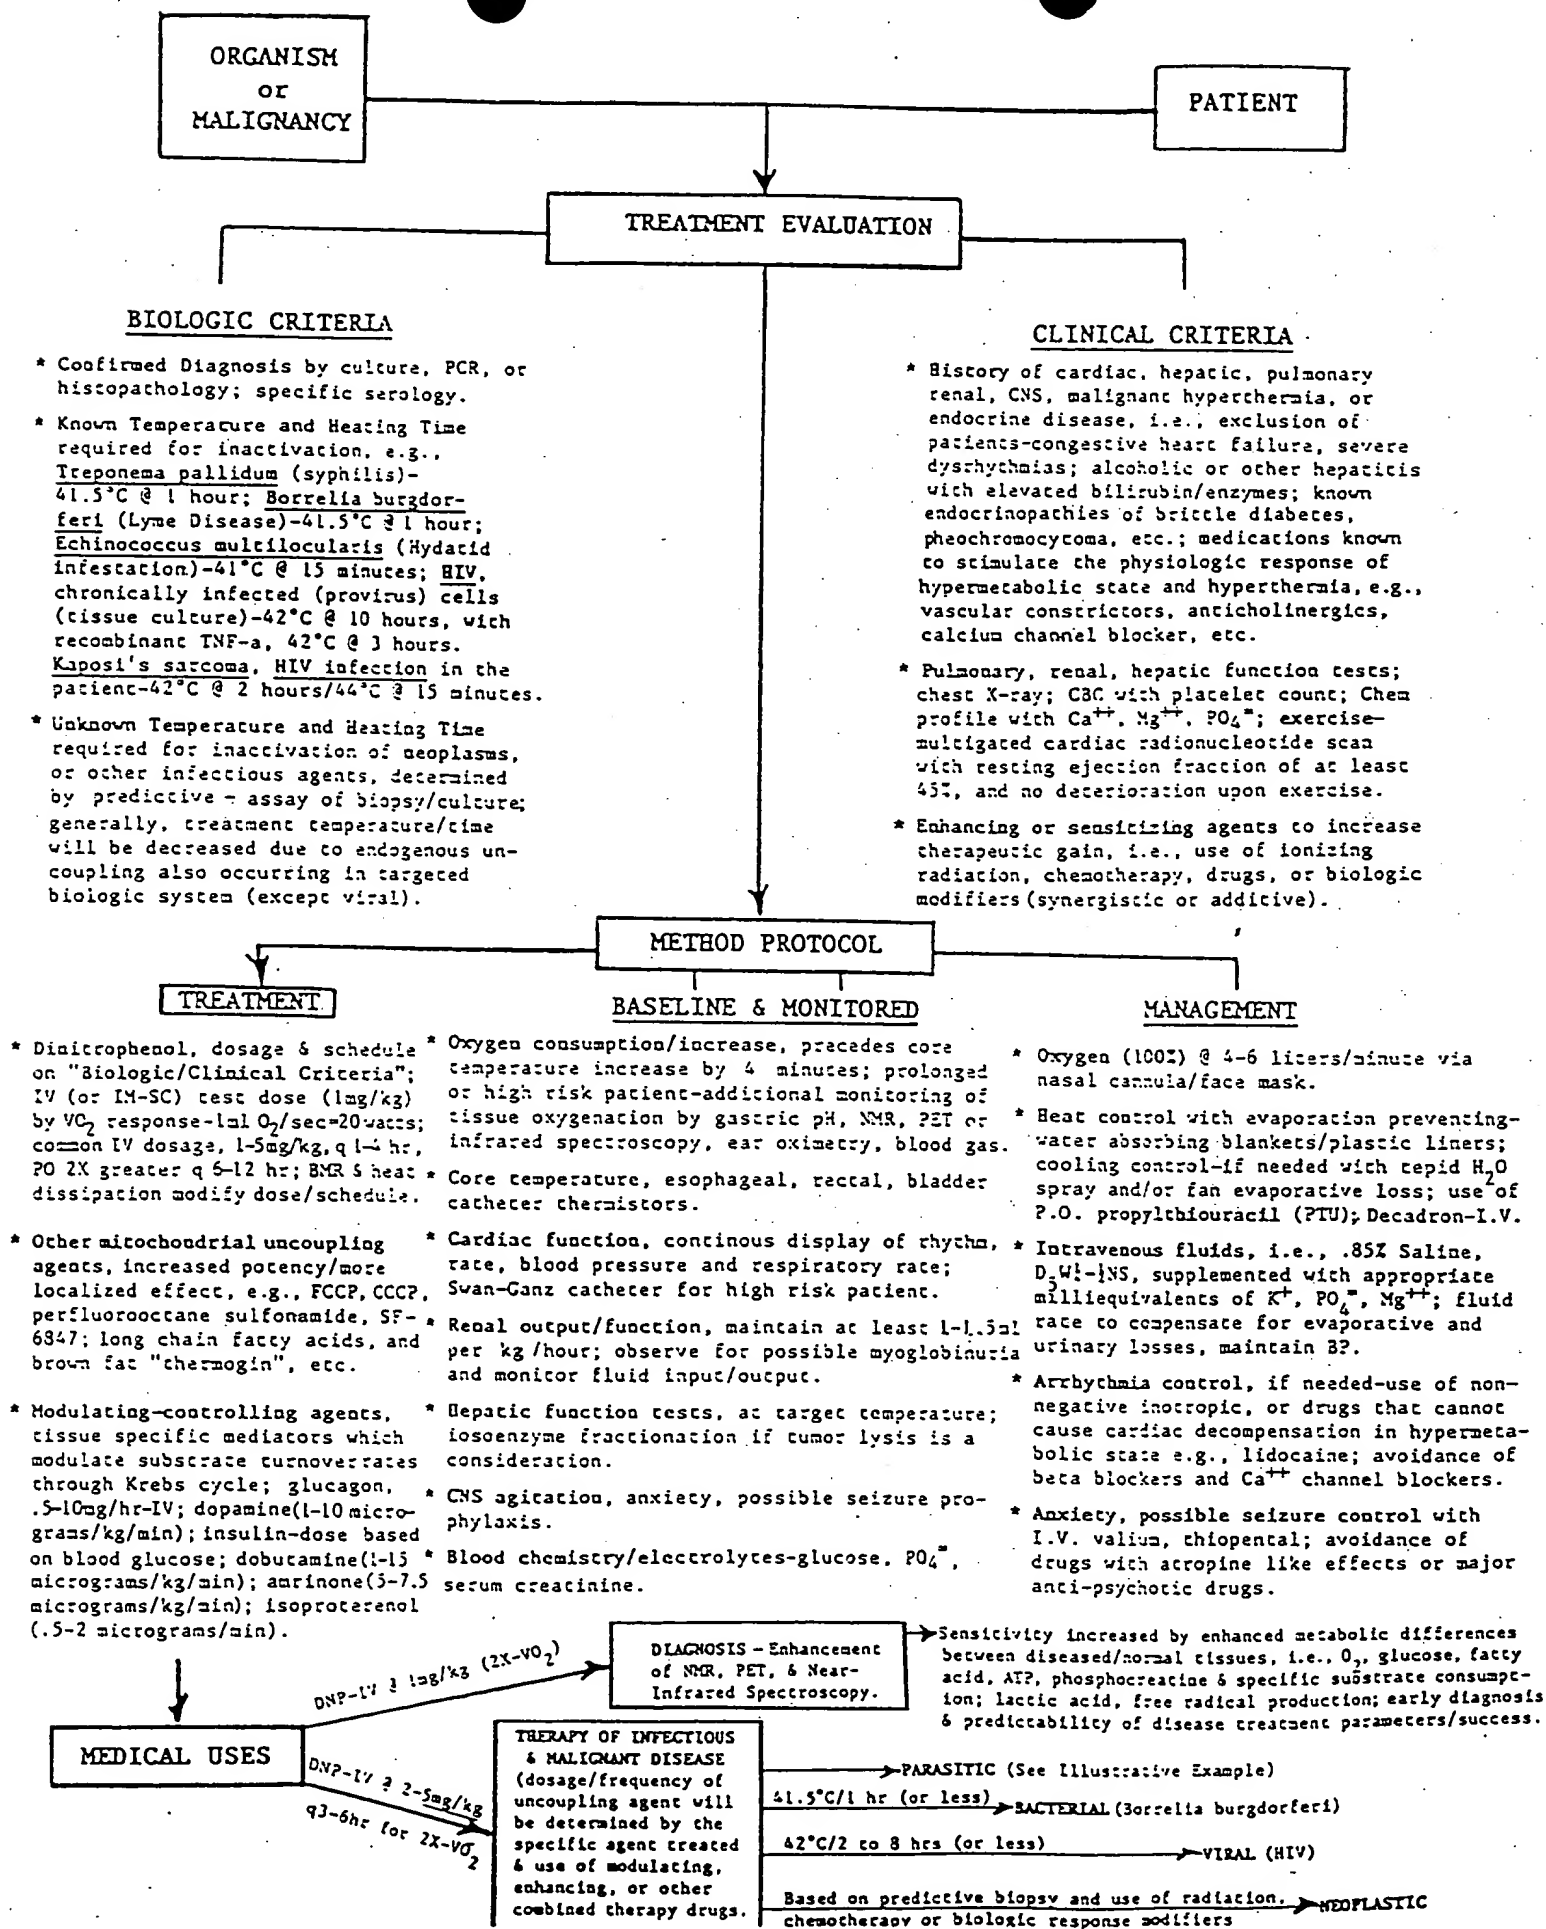 ORGANISM
or
MALIGNANCY
PATIENT
TREATMENT EVALUATION
BIOLOGIC CRITERIA
* Confirmed Diagnosis by culture, PCR, or
histopathology; specific serology.
* Known Temperature and Heating Time
required for inactivation, e.g.,
Treponema pallidum (syphilis)-
41.5°C @ 1 hour; Borrelia burgdor-
feri (Lyme Disease)-41.5°C @ 1 hour;
Echinococcus multilocularis (Hydatid
infestation)-41°C @ 15 minutes; HIV,
chronically infected (provirus) cells
(tissue culture)-42°C @ 10 hours, with
recombinant TNF-a, 42°C @ 3 hours.
Kaposi's sarcoma, HIV infection in the
patient-42°C @ 2 hours/44°C @ 15 minutes.
* Unknown Temperature and Heating Time
required for inactivation of neoplasms,
or other infectious agents, determined
by predictive - assay of biopsy/culture;
generally, treatment temperature/time
will be decreased due to endogenous un-
coupling also occurring in targeted
biologic system (except viral).
CLINICAL CRITERIA
* History of cardiac, hepatic, pulmonary
renal, CNS, malignant hyperthermia, or
endocrine disease, i.e., exclusion of
patients-congestive heart failure, severe
dysrhythmias; alcoholic or other hepatitis
with elevated bilirubin/enzymes; known
endocrinopathies of brittle diabetes,
pheochromocytoma, etc.; medications known
to stimulate the physiologic response of
hypermetabolic state and hyperthermia, e.g.,
vascular constrictors, anticholinergics,
calcium channel blocker, etc.
* Pulmonary, renal, hepatic function tests;
chest X-ray; CBC with platelet count; Chem
profile with Ca++, Mg++, PO4=; exercise-
multigated cardiac radionucleotide scan
with resting ejection fraction of at least
45%, and no deterioration upon exercise.
* Enhancing or sensitizing agents to increase
therapeutic gain, i.e., use of ionizing
radiation, chemotherapy, drugs, or biologic
modifiers (synergistic or additive).
METHOD PROTOCOL
TREATMENT
* Dinitrophenol, dosage & schedule
on "Biologic/Clinical Criteria";
IV (or IM-SC) test dose (1mg/kg)
by VO2 response-1ml O2/sec=20watts;
common IV dosage, 1-5mg/kg, q 1-4 hr,
PO 2X greater q 6-12 hr; BMR & heat
dissipation modify dose/schedule.
* Other mitochondrial uncoupling
agents, increased potency/more
localized effect, e.g., FCCP, CCCP,
perfluorooctane sulfonamide, SF-
6847; long chain fatty acids, and
brown fat "thermogin", etc.
* Modulating-controlling agents,
tissue specific mediators which
modulate substrate turnoverrates
through Krebs cycle; glucagon,
.5-10mg/hr-IV; dopamine(1-10 micro-
grams/kg/min); insulin-dose based
on blood glucose; dobutamine(1-15
micrograms/kg/min); amrinone(5-7.5
micrograms/kg/min); isoproterenol
(.5-2 micrograms/min).
BASELINE & MONITORED
* Oxygen consumption/increase, precedes core
temperature increase by 4 minutes; prolonged
or high risk patient-additional monitoring of
tissue oxygenation by gastric pH, NMR, PET or
infrared spectroscopy, ear oximetry, blood gas.
* Core temperature, esophageal, rectal, bladder
catheter thermistors.
* Cardiac function, continous display of rhythm,
rate, blood pressure and respiratory rate;
Swan-Ganz catheter for high risk patient.
* Renal output/function, maintain at least 1-1.5ml
per kg/hour; observe for possible myoglobinuria
and monitor fluid input/output.
* Hepatic function tests, at target temperature;
iosoenzyme fractionation if tumor lysis is a
consideration.
* CNS agitation, anxiety, possible seizure pro-
phylaxis.
* Blood chemistry/electrolytes-glucose, PO4=,
serum creatinine.
MANAGEMENT
* Oxygen (100%) @ 4-6 liters/minute via
nasal cannula/face mask.
* Heat control with evaporation preventing-
water absorbing blankets/plastic liners;
cooling control-if needed with tepid H2O
spray and/or fan evaporative loss; use of
P.O. propylthiouracil (PTU); Decadron-I.V.
* Intravenous fluids, i.e., .85% Saline,
supplemented with appropriate
milliequivalents of K+, PO4=, Mg++; fluid
rate to compensate for evaporative and
urinary losses, maintain BP.
* Arrhythmia control, if needed-use of non-
negative inotropic, or drugs that cannot
cause cardiac decompensation in hypermeta-
bolic state e.g., lidocaine; avoidance of
beta blockers and Ca++ channel blockers.
* Anxiety, possible seizure control with
I.V. valium, thiopental; avoidance of
drugs with atropine like effects or major
anti-psychotic drugs.
MEDICAL USES
DNP-IV @ 1mg/kg (2X-VO2)
DIAGNOSIS - Enhancement
of NMR, PET, & Near-
Infrared Spectroscopy.
Sensitivity increased by enhanced metabolic differences
between diseased/normal tissues, i.e., O2, glucose, fatty
acid, ATP, phosphocreatine & specific substrate consumpt-
ion; lactic acid, free radical production; early diagnosis
& predictability of disease treatment parameters/success.
DNP-IV @ 2-5mg/kg
q3-6hr for 2X-VO2
THERAPY OF INFECTIOUS
& MALIGNANT DISEASE
(dosage/frequency of
uncoupling agent will
be determined by the
specific agent treated
& use of modulating,
enhancing, or other
combined therapy drugs.
PARASITIC (See Illustrative Example)
41.5°C/1 hr (or less)
BACTERIAL (Borrelia burgdorferi)
42°C/2 to 8 hrs (or less)
VIRAL (HIV)
Based on predictive biopsy and use of radiation,
chemotherapy or biologic response modifiers
NEOPLASTIC